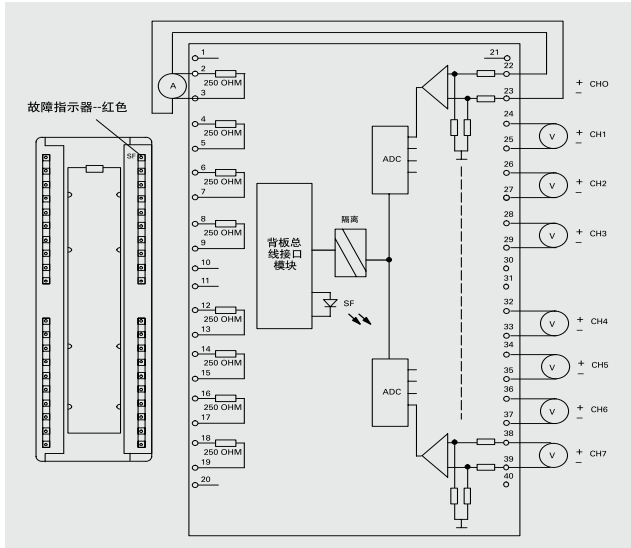 故障指示器--红色
SF
A
1
2
250 OHM
3
4
250 OHM
5
6
250 OHM
7
8
250 OHM
9
10
11
12
250 OHM
13
14
250 OHM
15
16
250 OHM
17
18
250 OHM
19
20
背板总
线接口
模块
隔离
SF
ADC
ADC
21
22
23
+ CH0
−
24
25
V
+ CH1
−
26
27
V
+ CH2
−
28
29
V
+ CH3
−
30
31
32
33
V
+ CH4
−
34
35
V
+ CH5
−
36
37
V
+ CH6
−
38
39
V
+ CH7
−
40